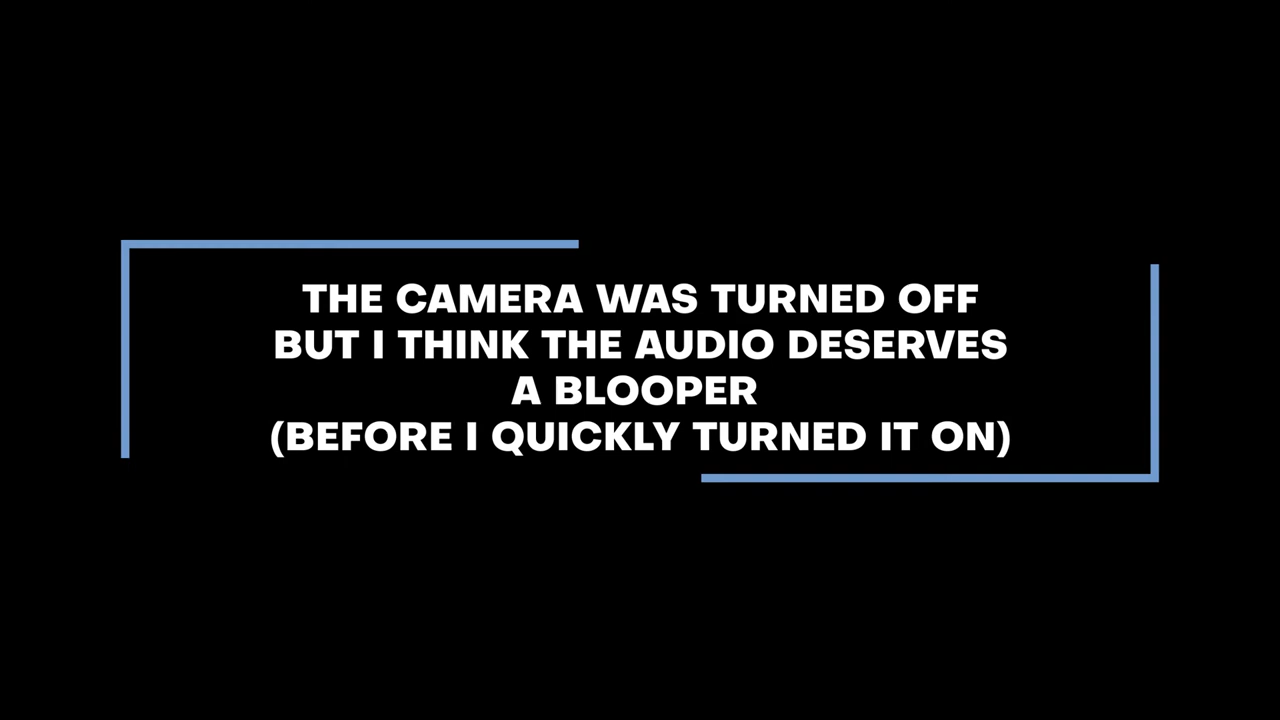 THE CAMERA WAS TURNED OFF
BUT I THINK THE AUDIO DESERVES
A BLOOPER
(BEFORE I QUICKLY TURNED IT ON)